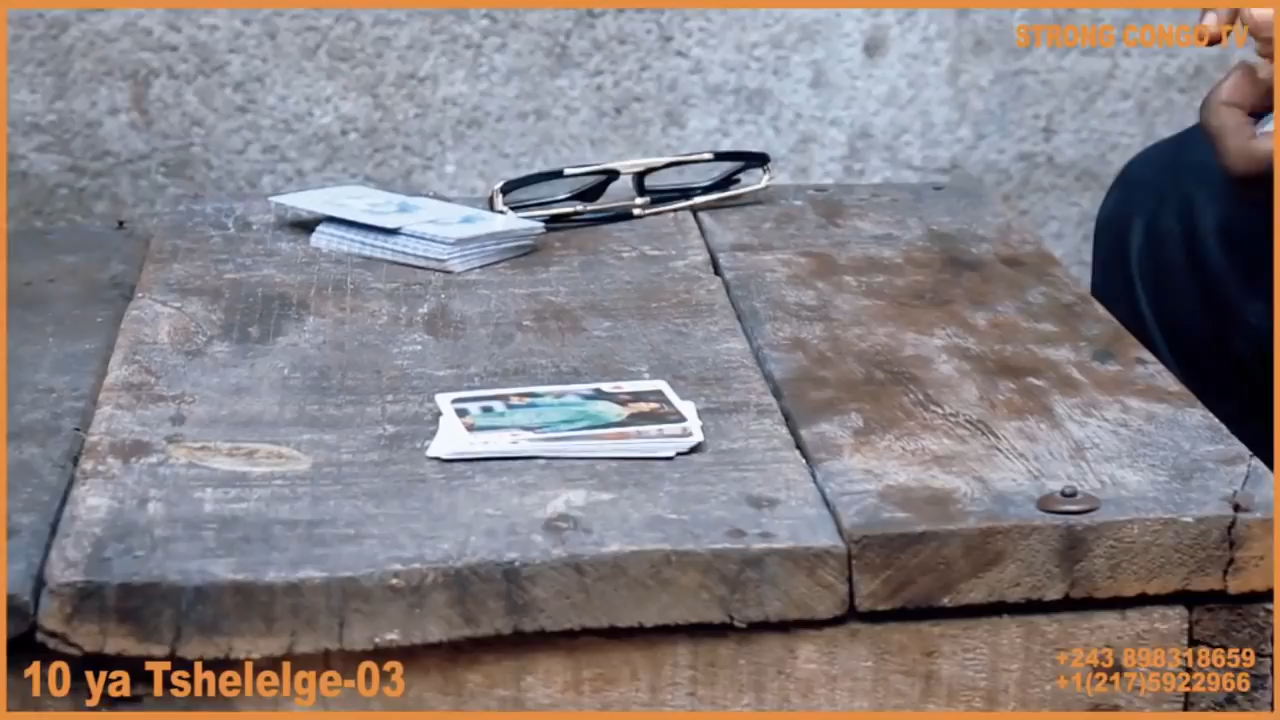 STRONG CONGO TV
10 ya Tshelelge-03
+243 898318659
+1(217)5922966